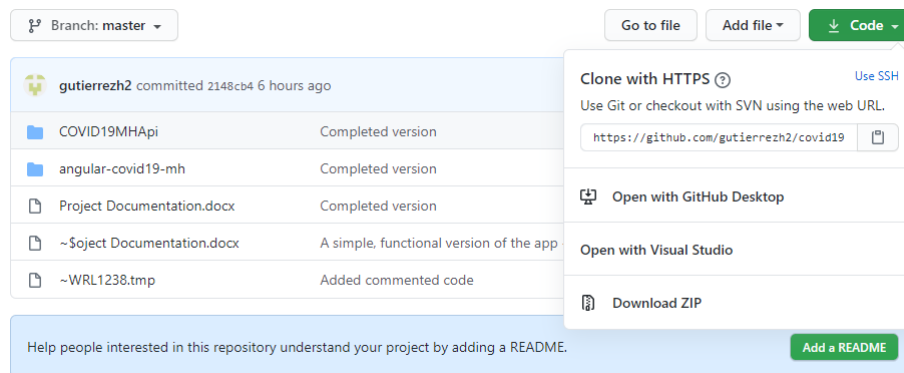 Branch: master
Go to file
Add file
Code
gutierrezh2 committed 2148cb4 6 hours ago
Clone with HTTPS
Use SSH
Use Git or checkout with SVN using the web URL.
https://github.com/gutierrezh2/covid19
COVID19MHApi Completed version
angular-covid19-mh Completed version
Project Documentation.docx Completed version
~$oject Documentation.docx A simple, functional version of the app
~WRL1238.tmp Added commented code
Open with GitHub Desktop
Open with Visual Studio
Download ZIP
Help people interested in this repository understand your project by adding a README.
Add a README